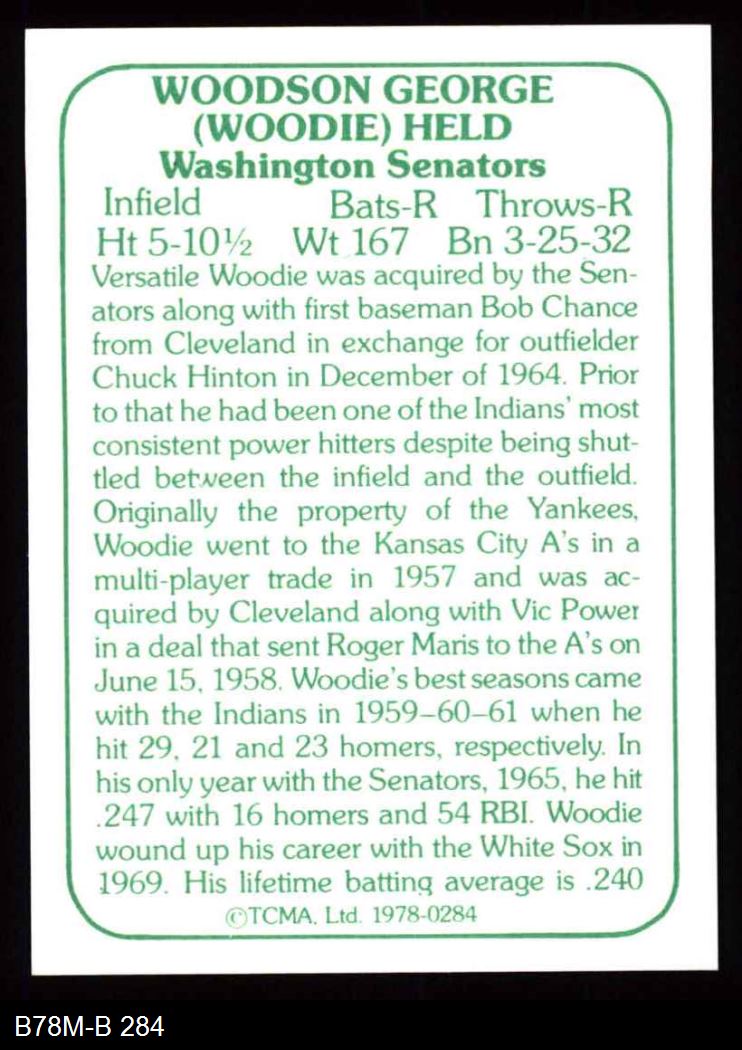 WOODSON GEORGE
(WOODIE) HELD
Washington Senators
Infield Bats-R Throws-R
Ht 5-10½ Wt 167 Bn 3-25-32
Versatile Woodie was acquired by the Sen-
ators along with first baseman Bob Chance
from Cleveland in exchange for outfielder
Chuck Hinton in December of 1964. Prior
to that he had been one of the Indians' most
consistent power hitters despite being shut-
tled between the infield and the outfield.
Originally the property of the Yankees,
Woodie went to the Kansas City A's in a
multi-player trade in 1957 and was ac-
quired by Cleveland along with Vic Power
in a deal that sent Roger Maris to the A's on
June 15, 1958. Woodie's best seasons came
with the Indians in 1959–60–61 when he
hit 29, 21 and 23 homers, respectively. In
his only year with the Senators, 1965, he hit
.247 with 16 homers and 54 RBI. Woodie
wound up his career with the White Sox in
1969. His lifetime batting average is .240
©TCMA, Ltd. 1978-0284
B78M-B 284